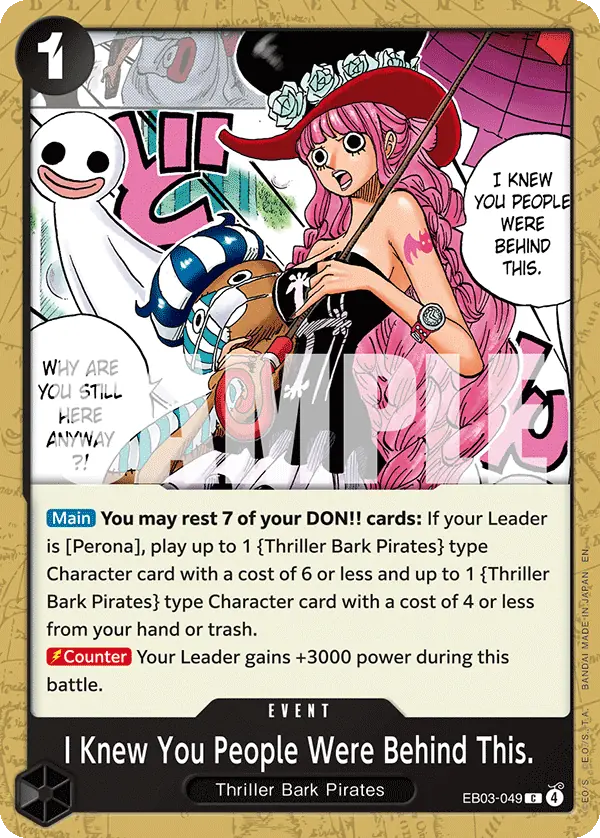 1
I KNEW
YOU PEOPLE
WERE
BEHIND
THIS.
WHY ARE
YOU STILL
HERE
ANYWAY
?!
Main You may rest 7 of your DON!! cards: If your Leader
is [Perona], play up to 1 {Thriller Bark Pirates} type
Character card with a cost of 6 or less and up to 1 {Thriller
Bark Pirates} type Character card with a cost of 4 or less
from your hand or trash.
Counter Your Leader gains +3000 power during this
battle.
EVENT
I Knew You People Were Behind This.
Thriller Bark Pirates
EB03-049 C 4
BANDAI MADE IN JAPAN EN